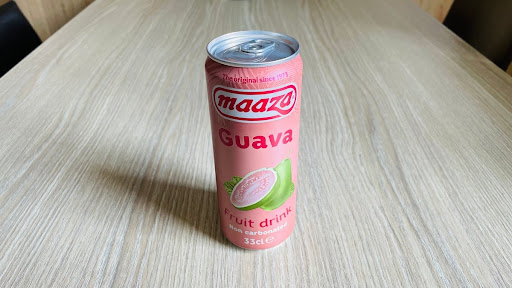 The original since 1976
maaza
Guava
Fruit drink
Non carbonated
33cl e